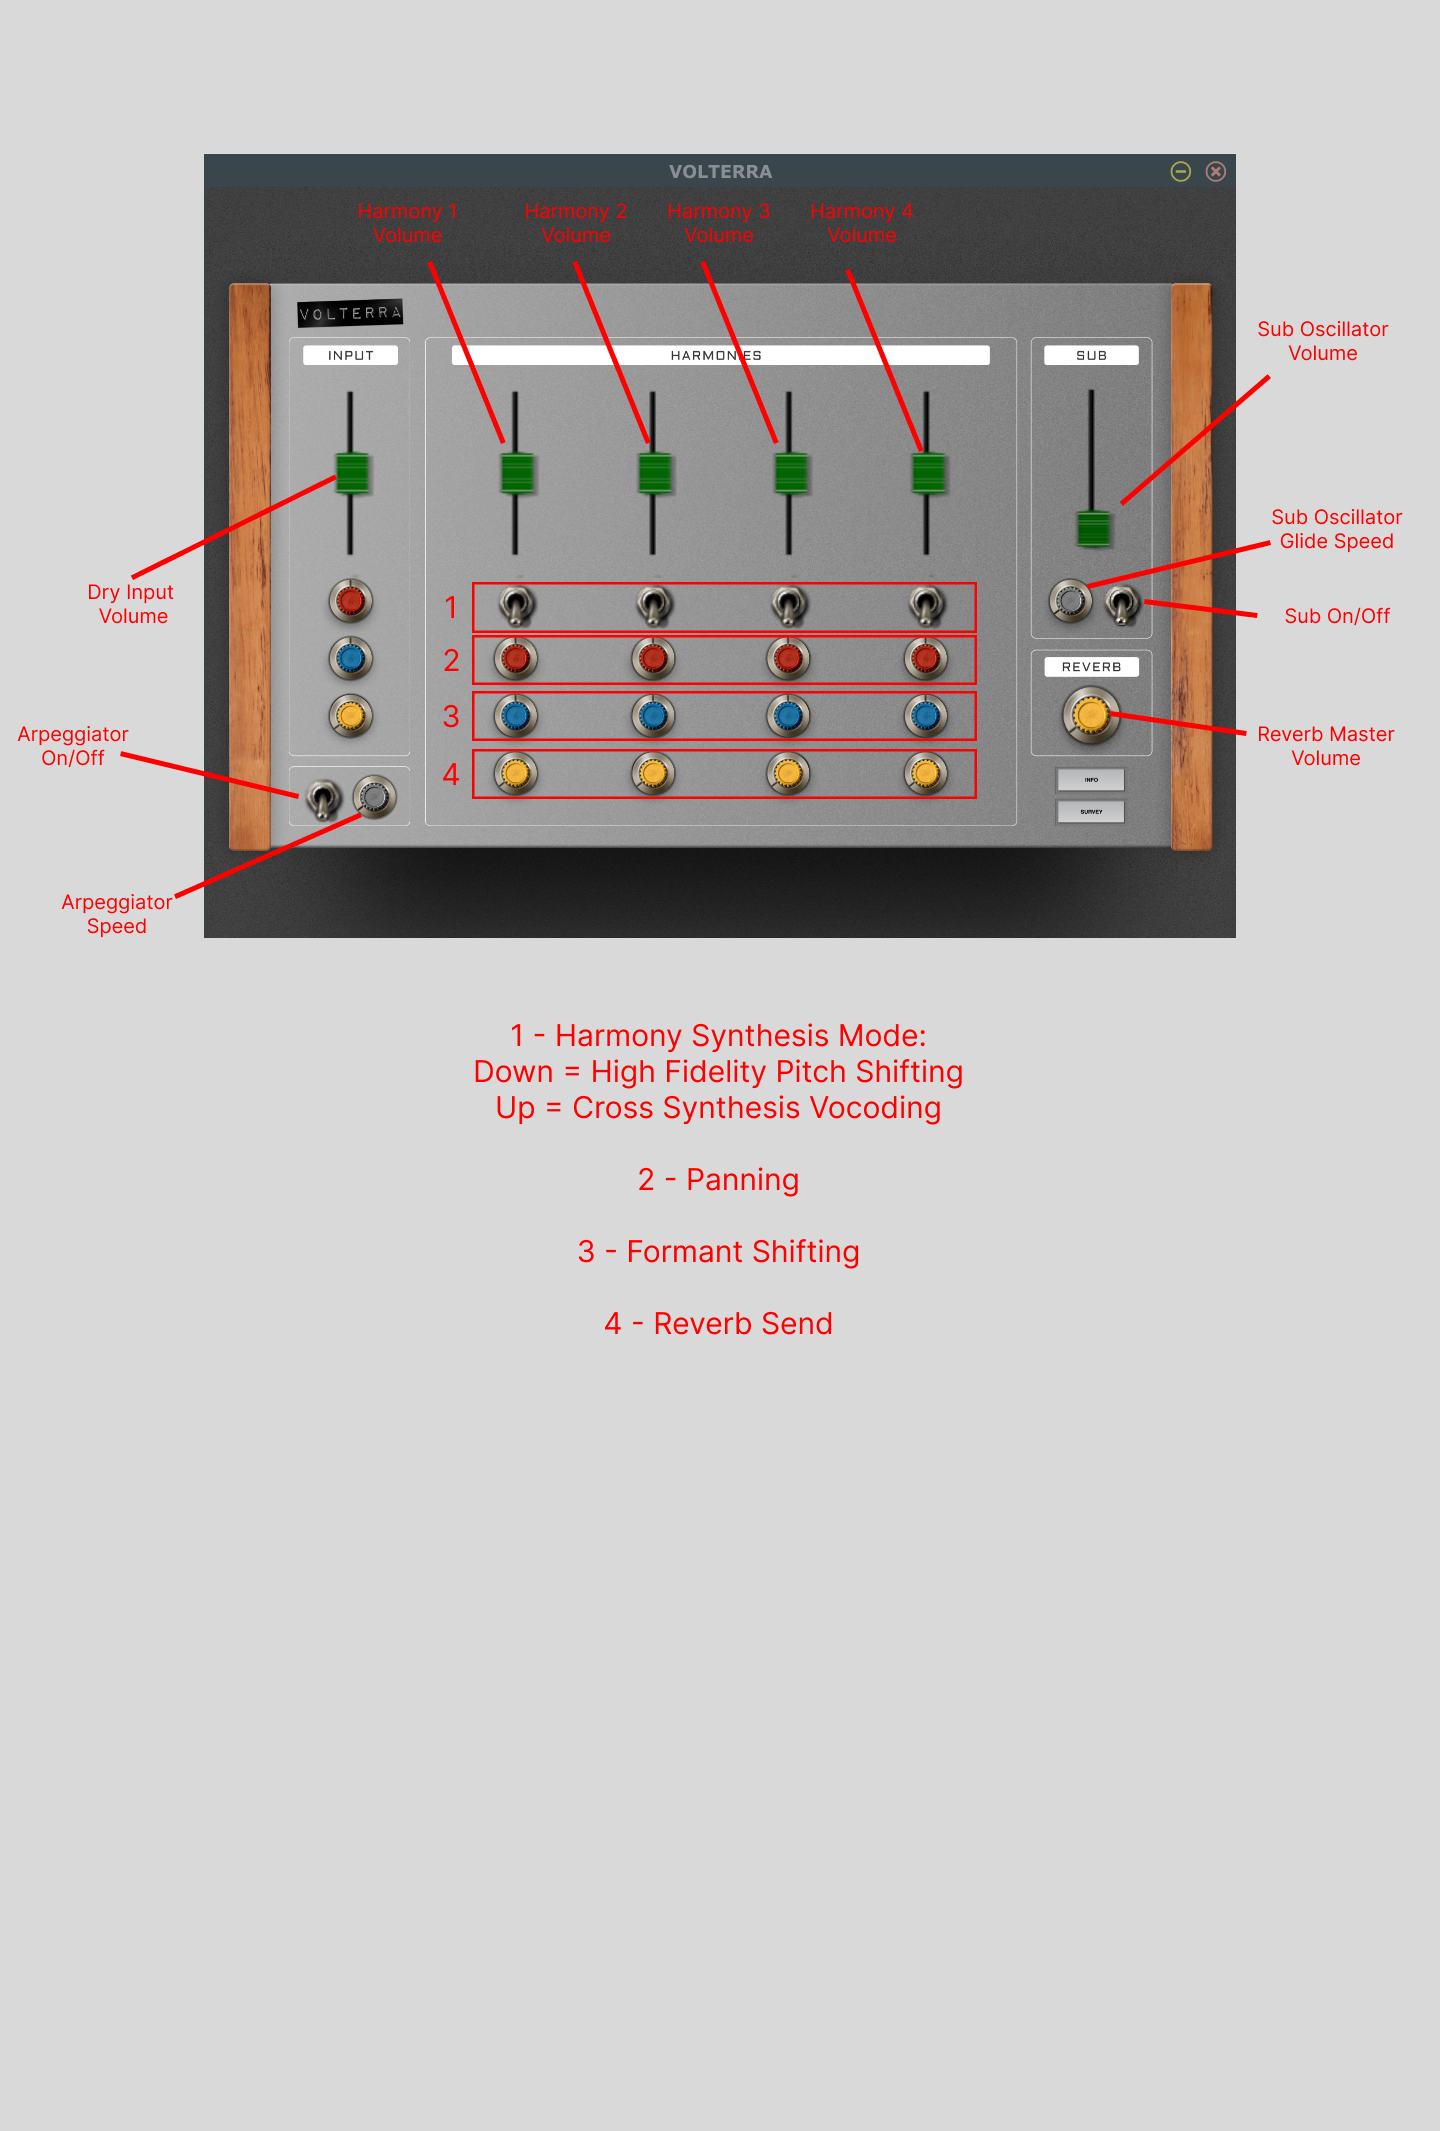 VOLTERRA
Harmony 1
Volume
Harmony 2
Volume
Harmony 3
Volume
Harmony 4
Volume
VOLTERRA
INPUT
HARMONIES
SUB
Sub Oscillator
Volume
Sub Oscillator
Glide Speed
Dry Input
Volume
1
Sub On/Off
2
REVERB
3
Arpeggiator
On/Off
Reverb Master
Volume
4
INFO
SURVEY
Arpeggiator
Speed
1 - Harmony Synthesis Mode:
Down = High Fidelity Pitch Shifting
Up = Cross Synthesis Vocoding
2 - Panning
3 - Formant Shifting
4 - Reverb Send